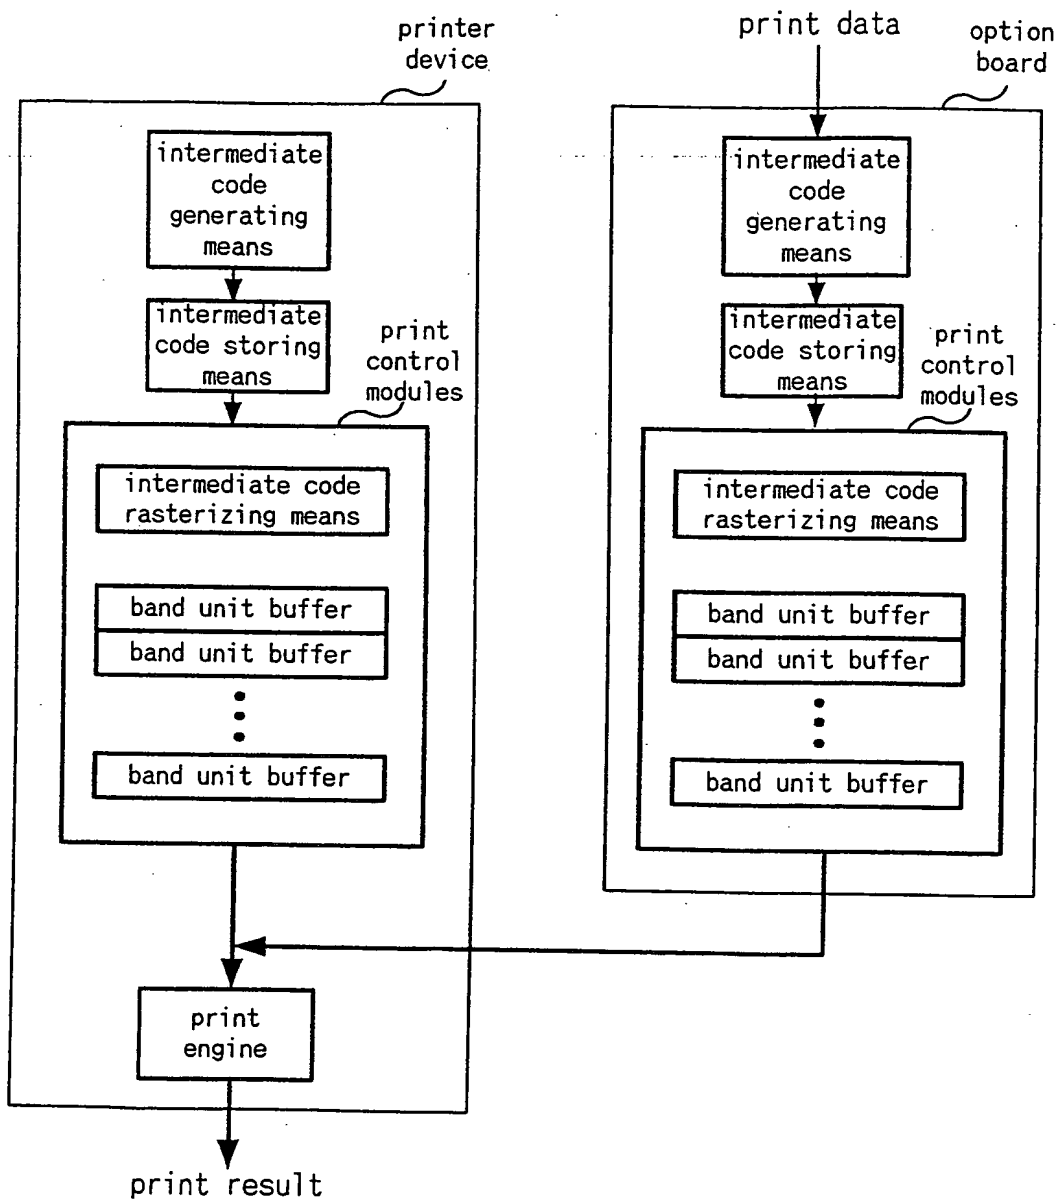 printer
device
print data
option
board
intermediate
code
generating
means
intermediate
code storing
means
print
control
modules
intermediate code
rasterizing means
band unit buffer
band unit buffer
band unit buffer
intermediate
code
generating
means
intermediate
code storing
means
print
control
modules
intermediate code
rasterizing means
band unit buffer
band unit buffer
band unit buffer
print
engine
print result